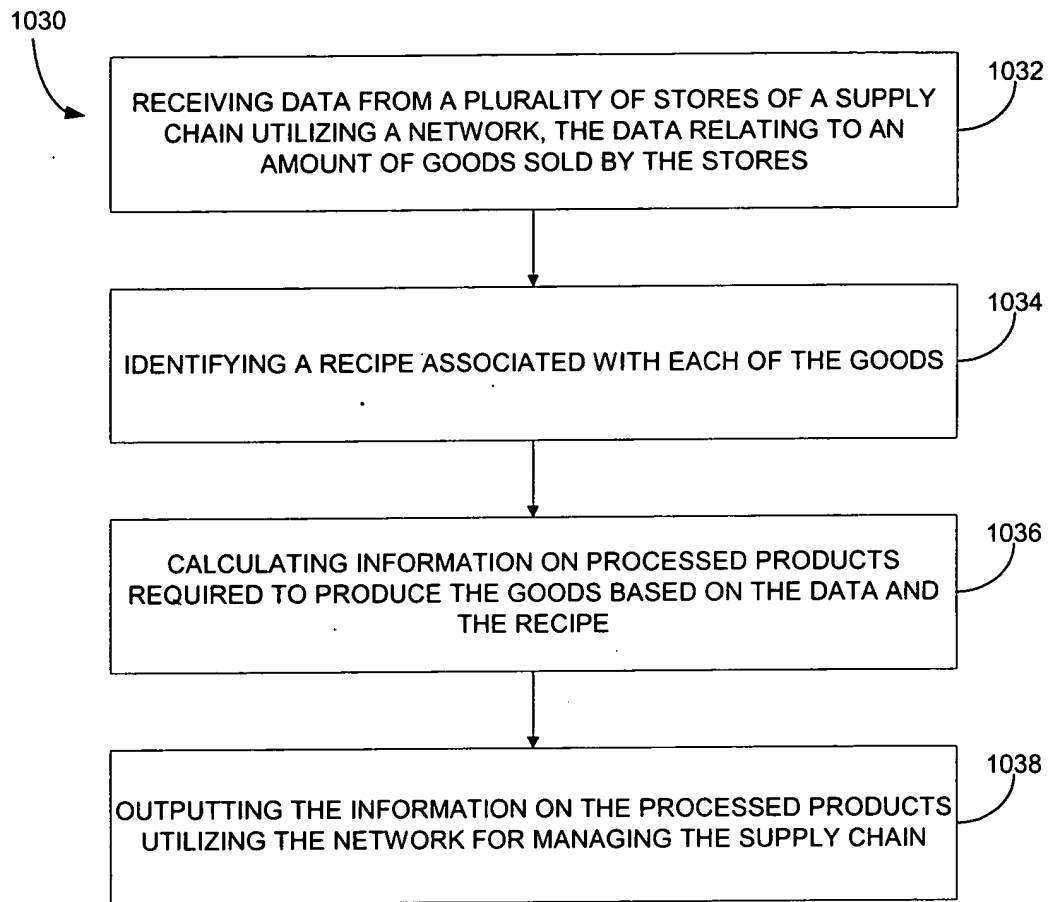 1030
1032
RECEIVING DATA FROM A PLURALITY OF STORES OF A SUPPLY
CHAIN UTILIZING A NETWORK, THE DATA RELATING TO AN
AMOUNT OF GOODS SOLD BY THE STORES
1034
IDENTIFYING A RECIPE ASSOCIATED WITH EACH OF THE GOODS
1036
CALCULATING INFORMATION ON PROCESSED PRODUCTS
REQUIRED TO PRODUCE THE GOODS BASED ON THE DATA AND
THE RECIPE
1038
OUTPUTTING THE INFORMATION ON THE PROCESSED PRODUCTS
UTILIZING THE NETWORK FOR MANAGING THE SUPPLY CHAIN